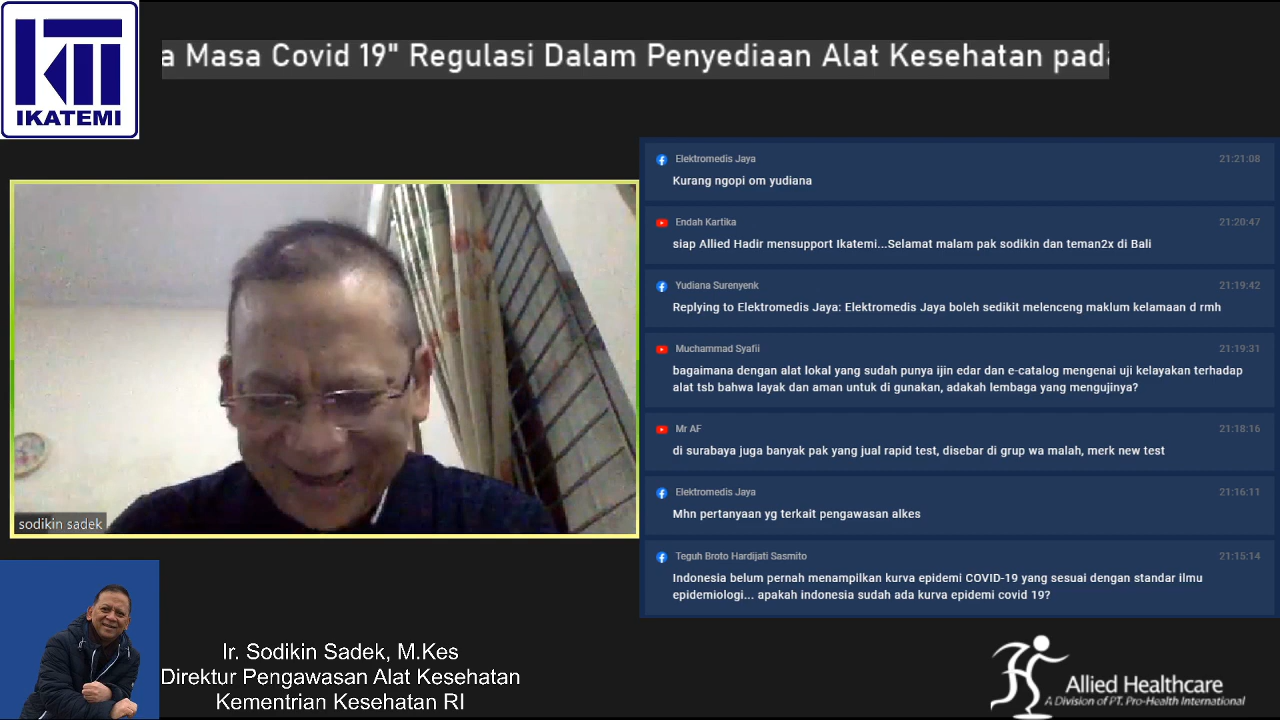 IKATEMI
a Masa Covid 19" Regulasi Dalam Penyediaan Alat Kesehatan pada
sodikin sadek
Ir. Sodikin Sadek, M.Kes
Direktur Pengawasan Alat Kesehatan
Kementrian Kesehatan RI
Elektromedis Jaya 21:21:08
Kurang ngopi om yudiana
Endah Kartika 21:20:47
siap Allied Hadir mensupport Ikatemi...Selamat malam pak sodikin dan teman2x di Bali
Yudiana Surenyenk 21:19:42
Replying to Elektromedis Jaya: Elektromedis Jaya boleh sedikit melenceng maklum kelamaan d rmh
Muchammad Syafii 21:19:31
bagaimana dengan alat lokal yang sudah punya ijin edar dan e-catalog mengenai uji kelayakan terhadap
alat tsb bahwa layak dan aman untuk di gunakan, adakah lembaga yang mengujinya?
Mr AF 21:18:16
di surabaya juga banyak pak yang jual rapid test, disebar di grup wa malah, merk new test
Elektromedis Jaya 21:16:11
Mhn pertanyaan yg terkait pengawasan alkes
Teguh Broto Hardijati Sasmito 21:15:14
Indonesia belum pernah menampilkan kurva epidemi COVID-19 yang sesuai dengan standar ilmu
epidemiologi... apakah indonesia sudah ada kurva epidemi covid 19?
Allied Healthcare
A Division of PT. Pro-Health International